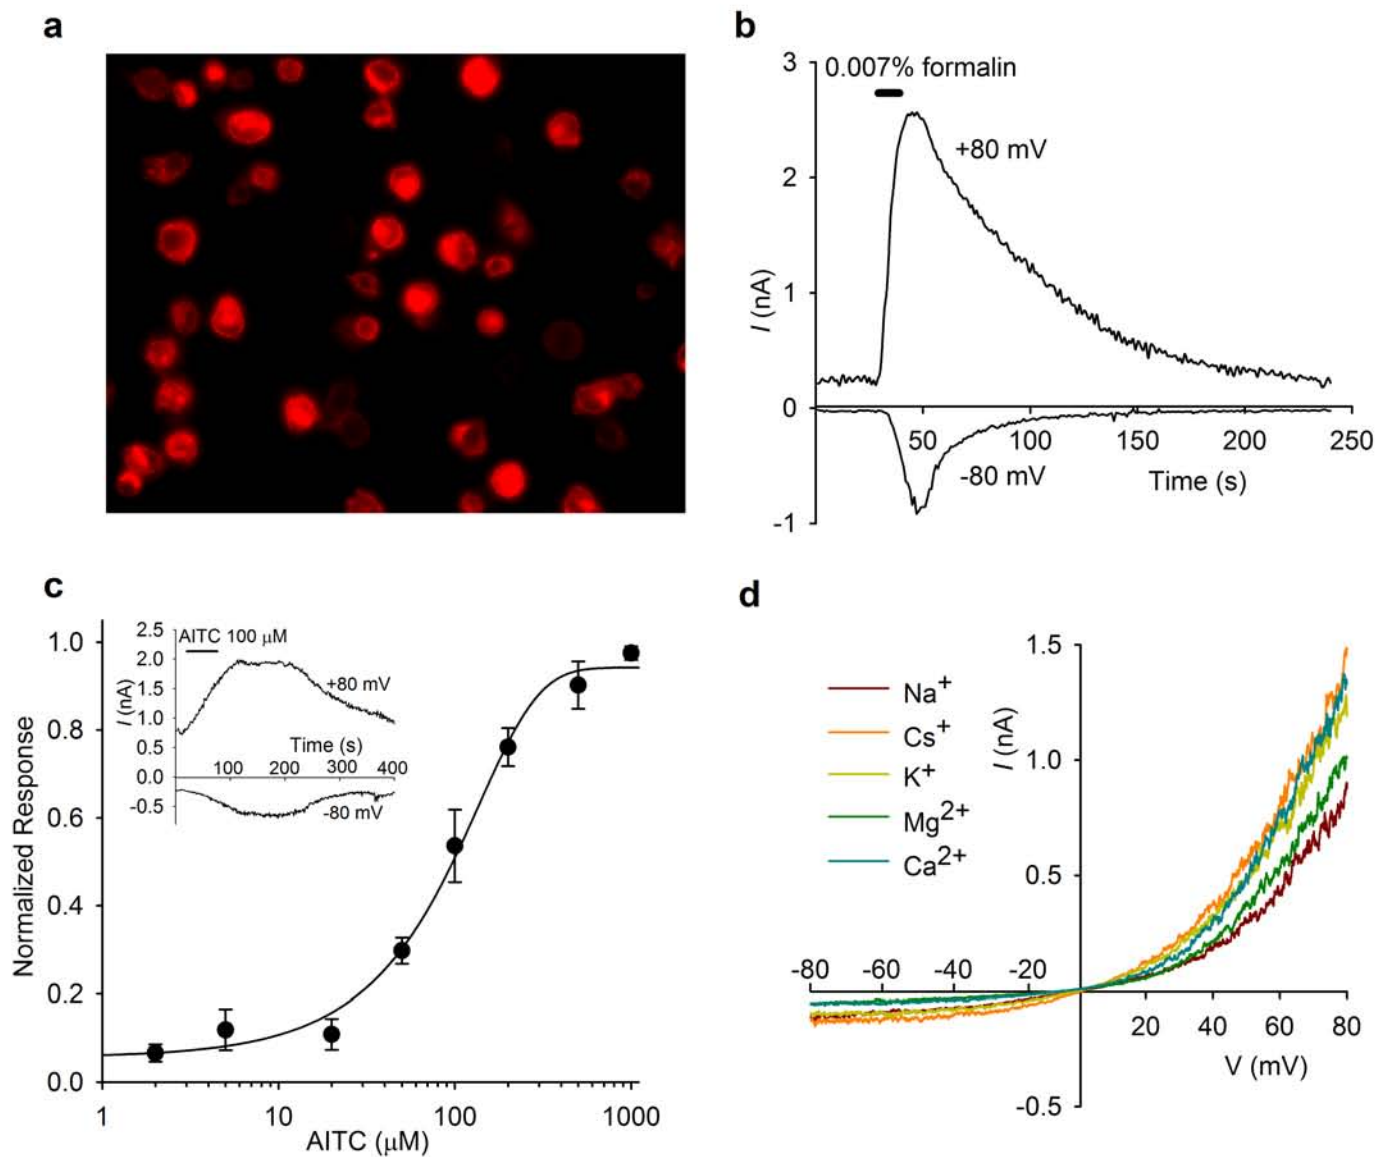 a
b
3
0.007% formalin
+80 mV
2
1
I (nA)
0
50
100
150
200
250
-80 mV
Time (s)
-1
c
1.0
0.8
0.6
0.4
0.2
0.0
Normalized Response
1
10
100
1000
AITC (μM)
2.5
AITC 100 μM
2.0
1.5
1.0
0.5
0.0
-0.5
I (nA)
+80 mV
Time (s)
100
200
300
400
-80 mV
d
1.5
1.0
0.5
-0.5
I (nA)
Na⁺
Cs⁺
K⁺
Mg²⁺
Ca²⁺
-80
-60
-40
-20
20
40
60
80
V (mV)